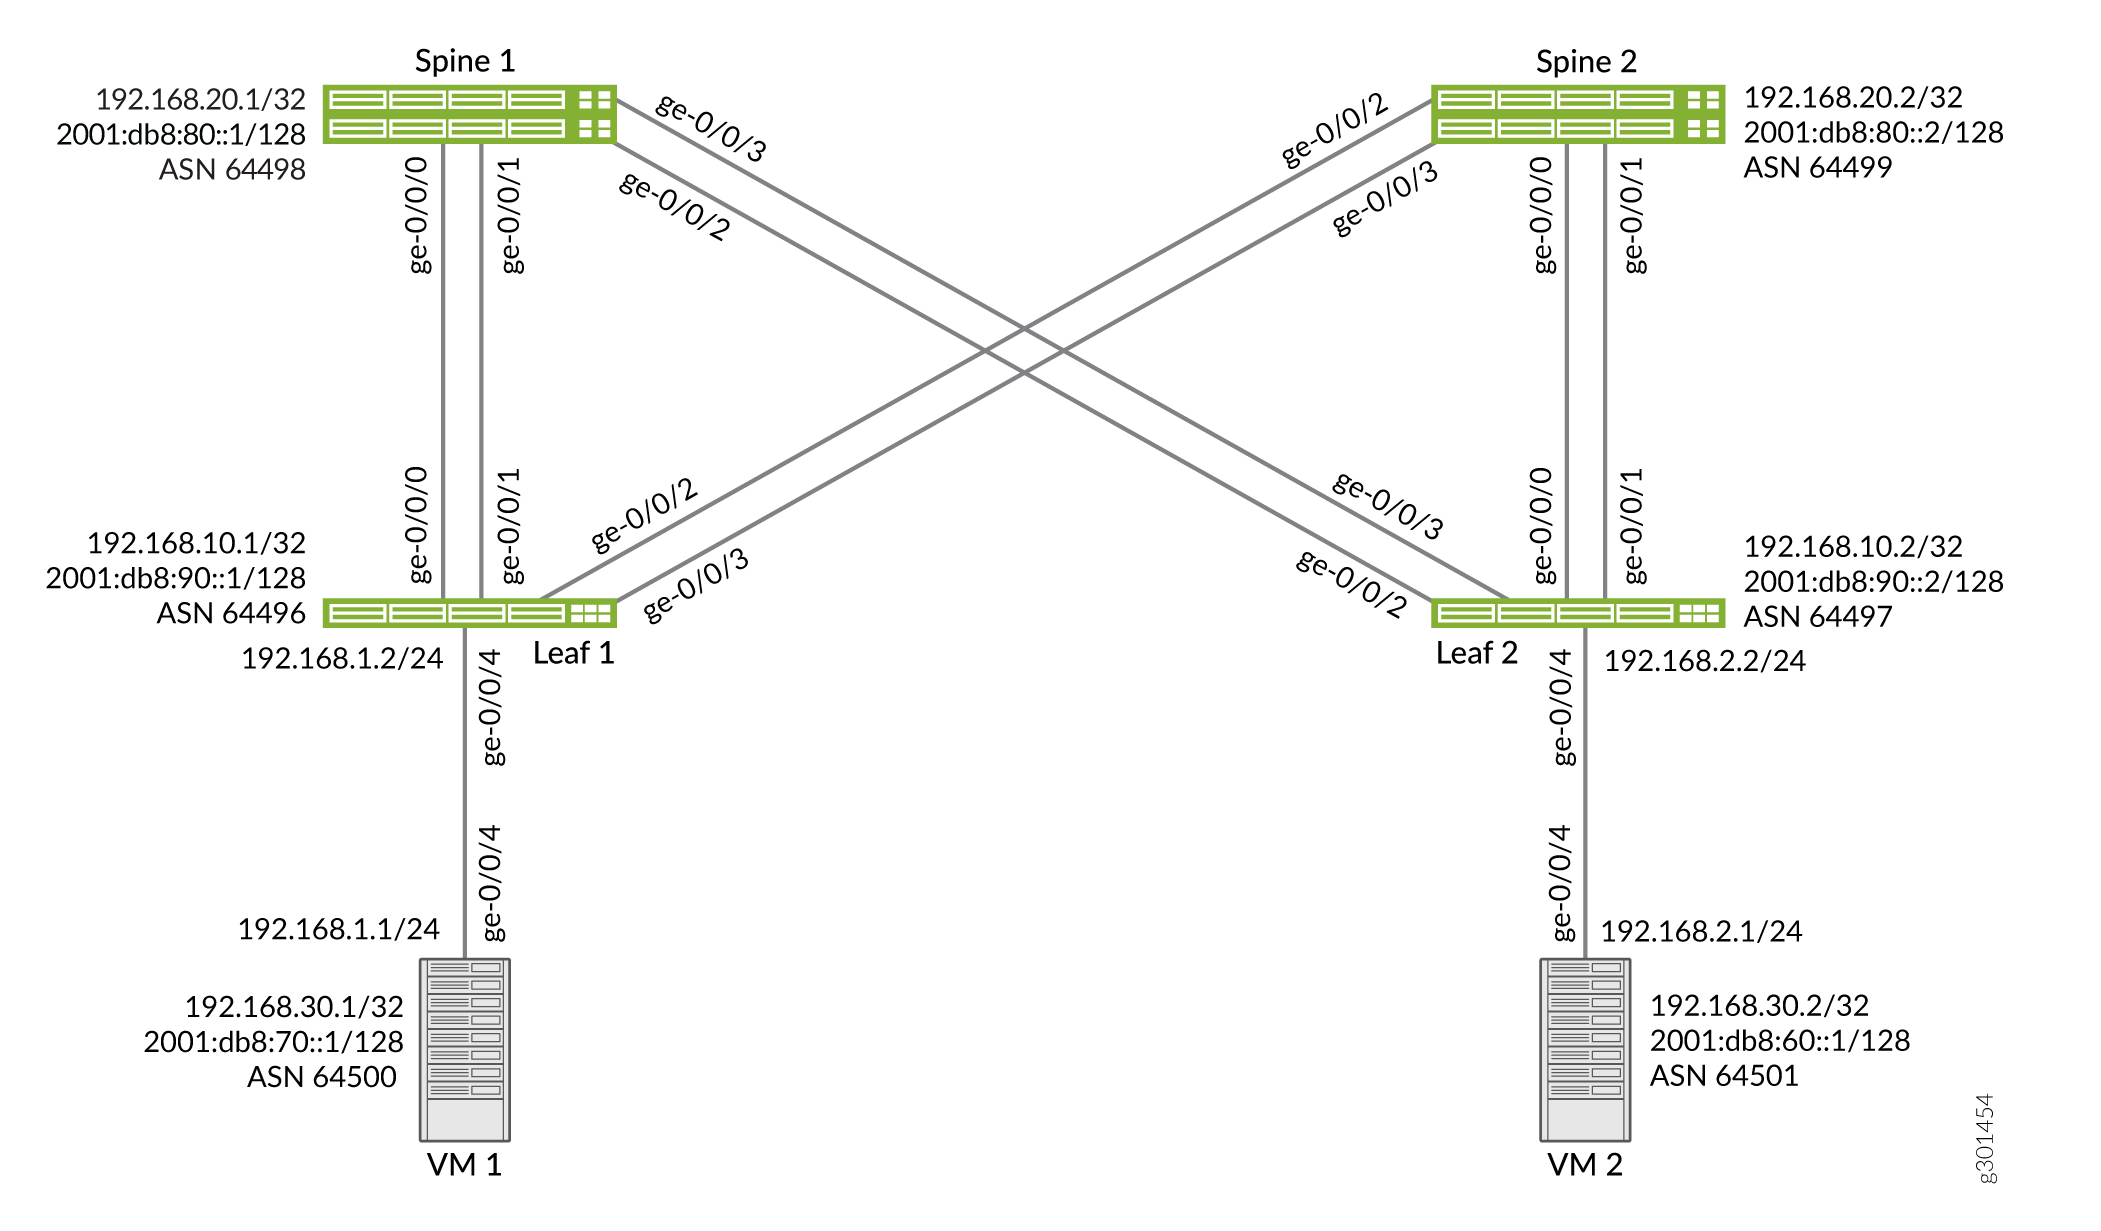 Spine 1
Spine 2
192.168.20.1/32
2001:db8:80::1/128
ASN 64498
192.168.20.2/32
2001:db8:80::2/128
ASN 64499
ge-0/0/0
ge-0/0/1
ge-0/0/3
ge-0/0/2
ge-0/0/2
ge-0/0/3
ge-0/0/0
ge-0/0/1
ge-0/0/0
ge-0/0/1
ge-0/0/2
ge-0/0/3
ge-0/0/3
ge-0/0/2
ge-0/0/0
ge-0/0/1
192.168.10.1/32
2001:db8:90::1/128
ASN 64496
192.168.10.2/32
2001:db8:90::2/128
ASN 64497
192.168.1.2/24
Leaf 1
Leaf 2
192.168.2.2/24
ge-0/0/4
ge-0/0/4
ge-0/0/4
ge-0/0/4
192.168.1.1/24
192.168.2.1/24
192.168.30.1/32
2001:db8:70::1/128
ASN 64500
192.168.30.2/32
2001:db8:60::1/128
ASN 64501
VM 1
VM 2
g301454